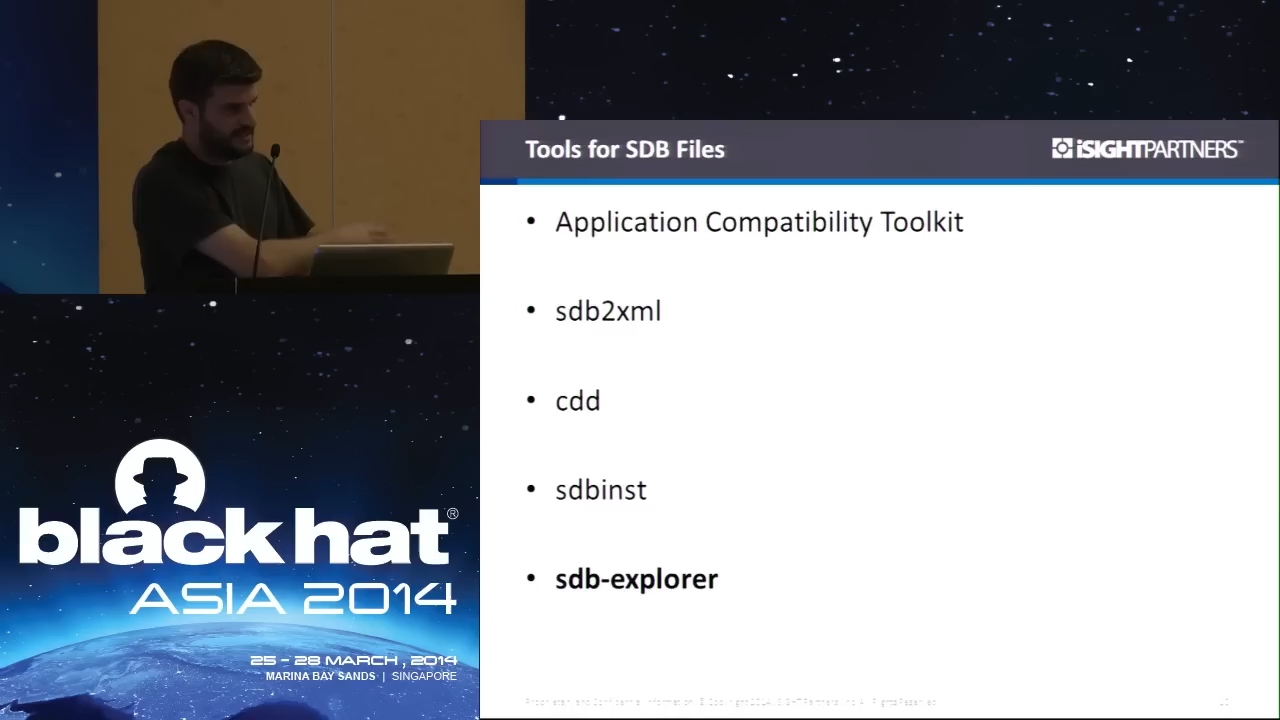 Tools for SDB Files
iSIGHTPARTNERS™
• Application Compatibility Toolkit
• sdb2xml
• cdd
• sdbinst
• sdb-explorer
black hat®
ASIA 2014
25 - 28 MARCH, 2014
MARINA BAY SANDS | SINGAPORE